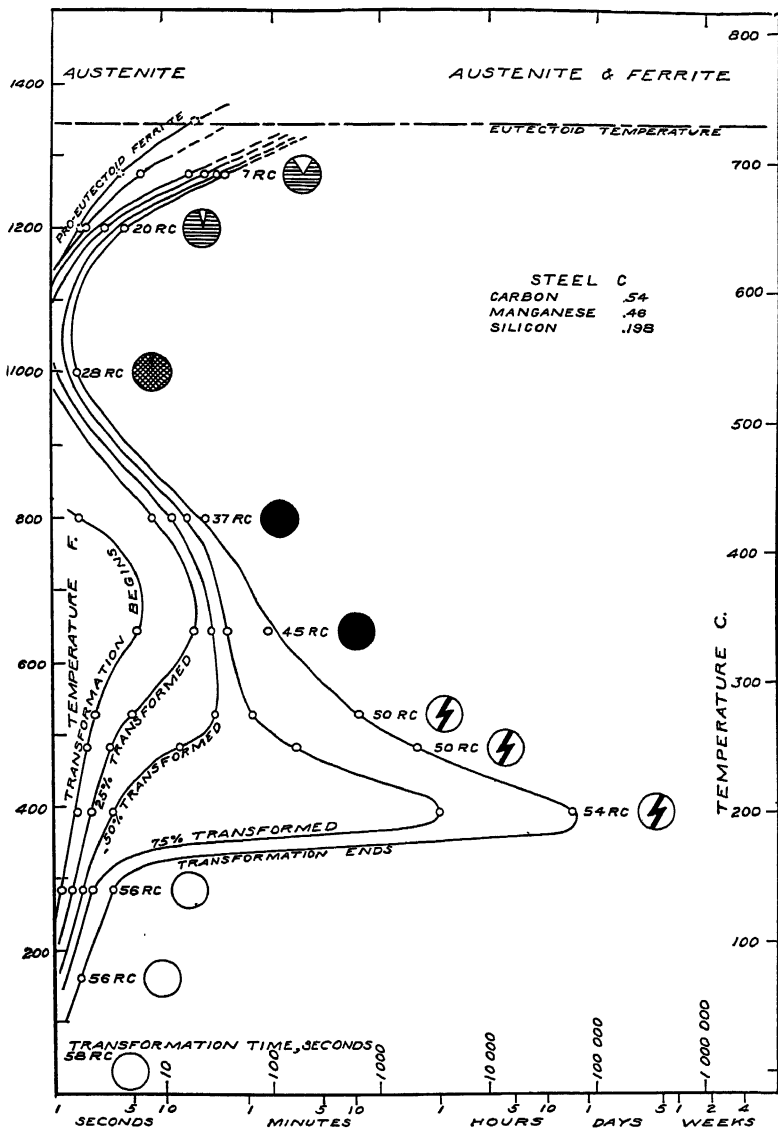 AUSTENITE
AUSTENITE & FERRITE
EUTECTOID TEMPERATURE
PRO-EUTECTOID FERRITE
7 RC
20 RC
STEEL C
CARBON .54
MANGANESE .46
SILICON .198
28 RC
37 RC
45 RC
50 RC
50 RC
54 RC
56 RC
56 RC
58 RC
TRANSFORMATION BEGINS
25% TRANSFORMED
50% TRANSFORMED
75% TRANSFORMED
TRANSFORMATION ENDS
TEMPERATURE F.
1400
1200
1000
800
600
400
200
TEMPERATURE C.
800
700
600
500
400
300
200
100
TRANSFORMATION TIME, SECONDS
10
100
1000
10 000
100 000
1 000 000
1 5 10 1 5 10 1 5 10 1 5 1 2 4
SECONDS MINUTES HOURS DAYS WEEKS